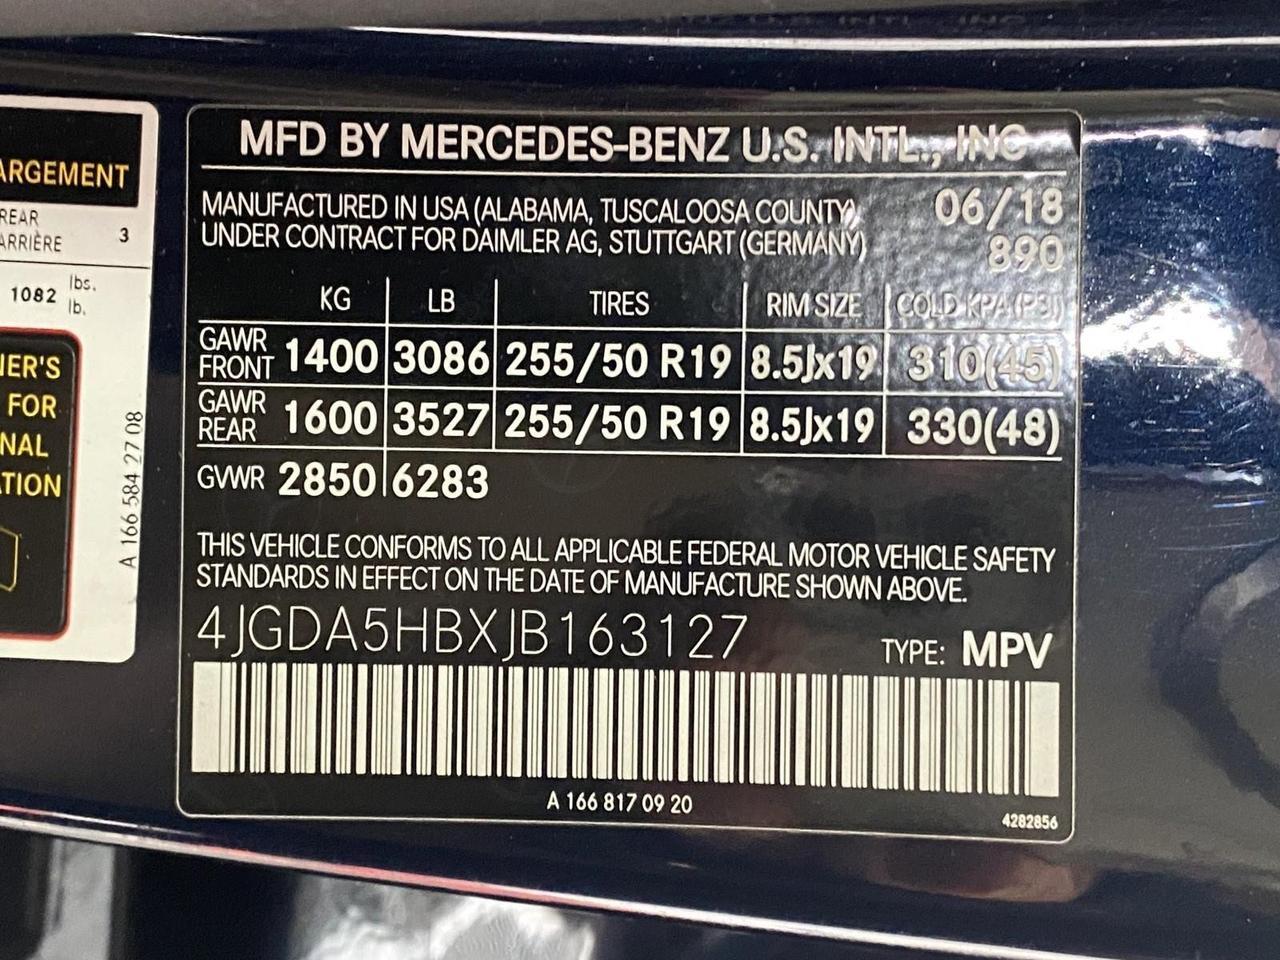 ARGEMENT
REAR
ARRIÈRE 3
1082 lbs.
lb.
NER'S
FOR
NAL
TION
A 166 584 27 08
MFD BY MERCEDES-BENZ U.S. INTL., INC
MANUFACTURED IN USA (ALABAMA, TUSCALOOSA COUNTY), 06/18
UNDER CONTRACT FOR DAIMLER AG, STUTTGART (GERMANY) 890
KG LB TIRES RIM SIZE COLD KPA(PSI)
GAWR FRONT 1400 3086 255/50 R19 8.5Jx19 310(45)
GAWR REAR 1600 3527 255/50 R19 8.5Jx19 330(48)
GVWR 2850 6283
THIS VEHICLE CONFORMS TO ALL APPLICABLE FEDERAL MOTOR VEHICLE SAFETY
STANDARDS IN EFFECT ON THE DATE OF MANUFACTURE SHOWN ABOVE.
4JGDA5HBXJB163127 TYPE: MPV
A 166 817 09 20
4282856